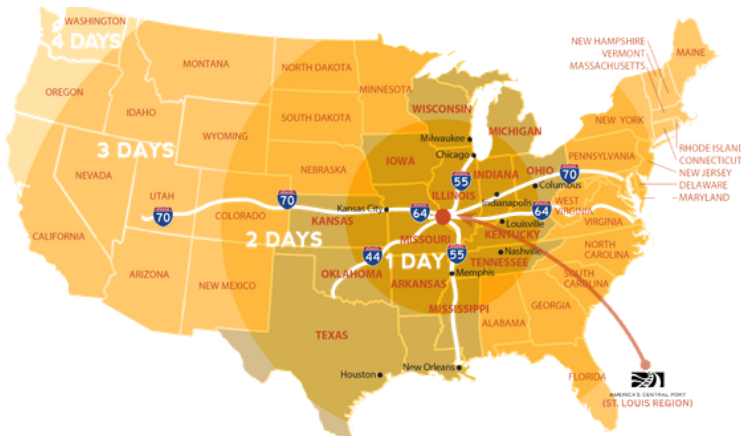 WASHINGTON
4 DAYS
OREGON
MONTANA
IDAHO
3 DAYS
WYOMING
NEVADA
UTAH
CALIFORNIA
70
COLORADO
70
ARIZONA
NEW MEXICO
NORTH DAKOTA
SOUTH DAKOTA
NEBRASKA
KANSAS
2 DAYS
MINNESOTA
WISCONSIN
MICHIGAN
IOWA
Milwaukee
Chicago
55
ILLINOIS
INDIANA
OHIO
70
Columbus
Indianapolis
Kansas City
64
64
WEST
VIRGINIA
Louisville
KENTUCKY
MISSOURI
44
1 DAY
55
Nashville
TENNESSEE
OKLAHOMA
ARKANSAS
Memphis
MISSISSIPPI
TEXAS
Houston
New Orleans
ALABAMA
GEORGIA
FLORIDA
SOUTH
CAROLINA
NORTH
CAROLINA
VIRGINIA
PENNSYLVANIA
NEW YORK
NEW HAMPSHIRE
VERMONT
MASSACHUSETTS
MAINE
RHODE ISLAND
CONNECTICUT
NEW JERSEY
DELAWARE
MARYLAND
AMERICA'S CENTRAL PORT
(ST. LOUIS REGION)